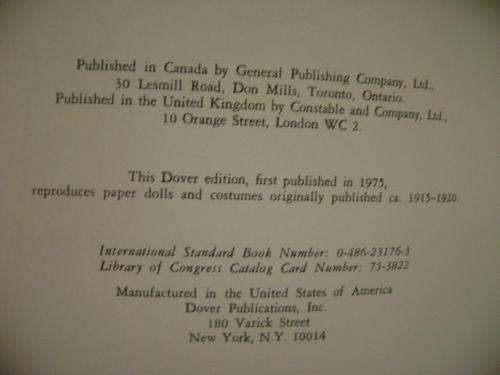 Published in Canada by General Publishing Company, Ltd.,
30 Lesmill Road, Don Mills, Toronto, Ontario.
Published in the United Kingdom by Constable and Company, Ltd.,
10 Orange Street, London WC 2.
This Dover edition, first published in 1975,
reproduces paper dolls and costumes originally published ca. 1915–1920.
International Standard Book Number: 0-486-23176-3
Library of Congress Catalog Card Number: 75-3822
Manufactured in the United States of America
Dover Publications, Inc.
180 Varick Street
New York, N.Y. 10014